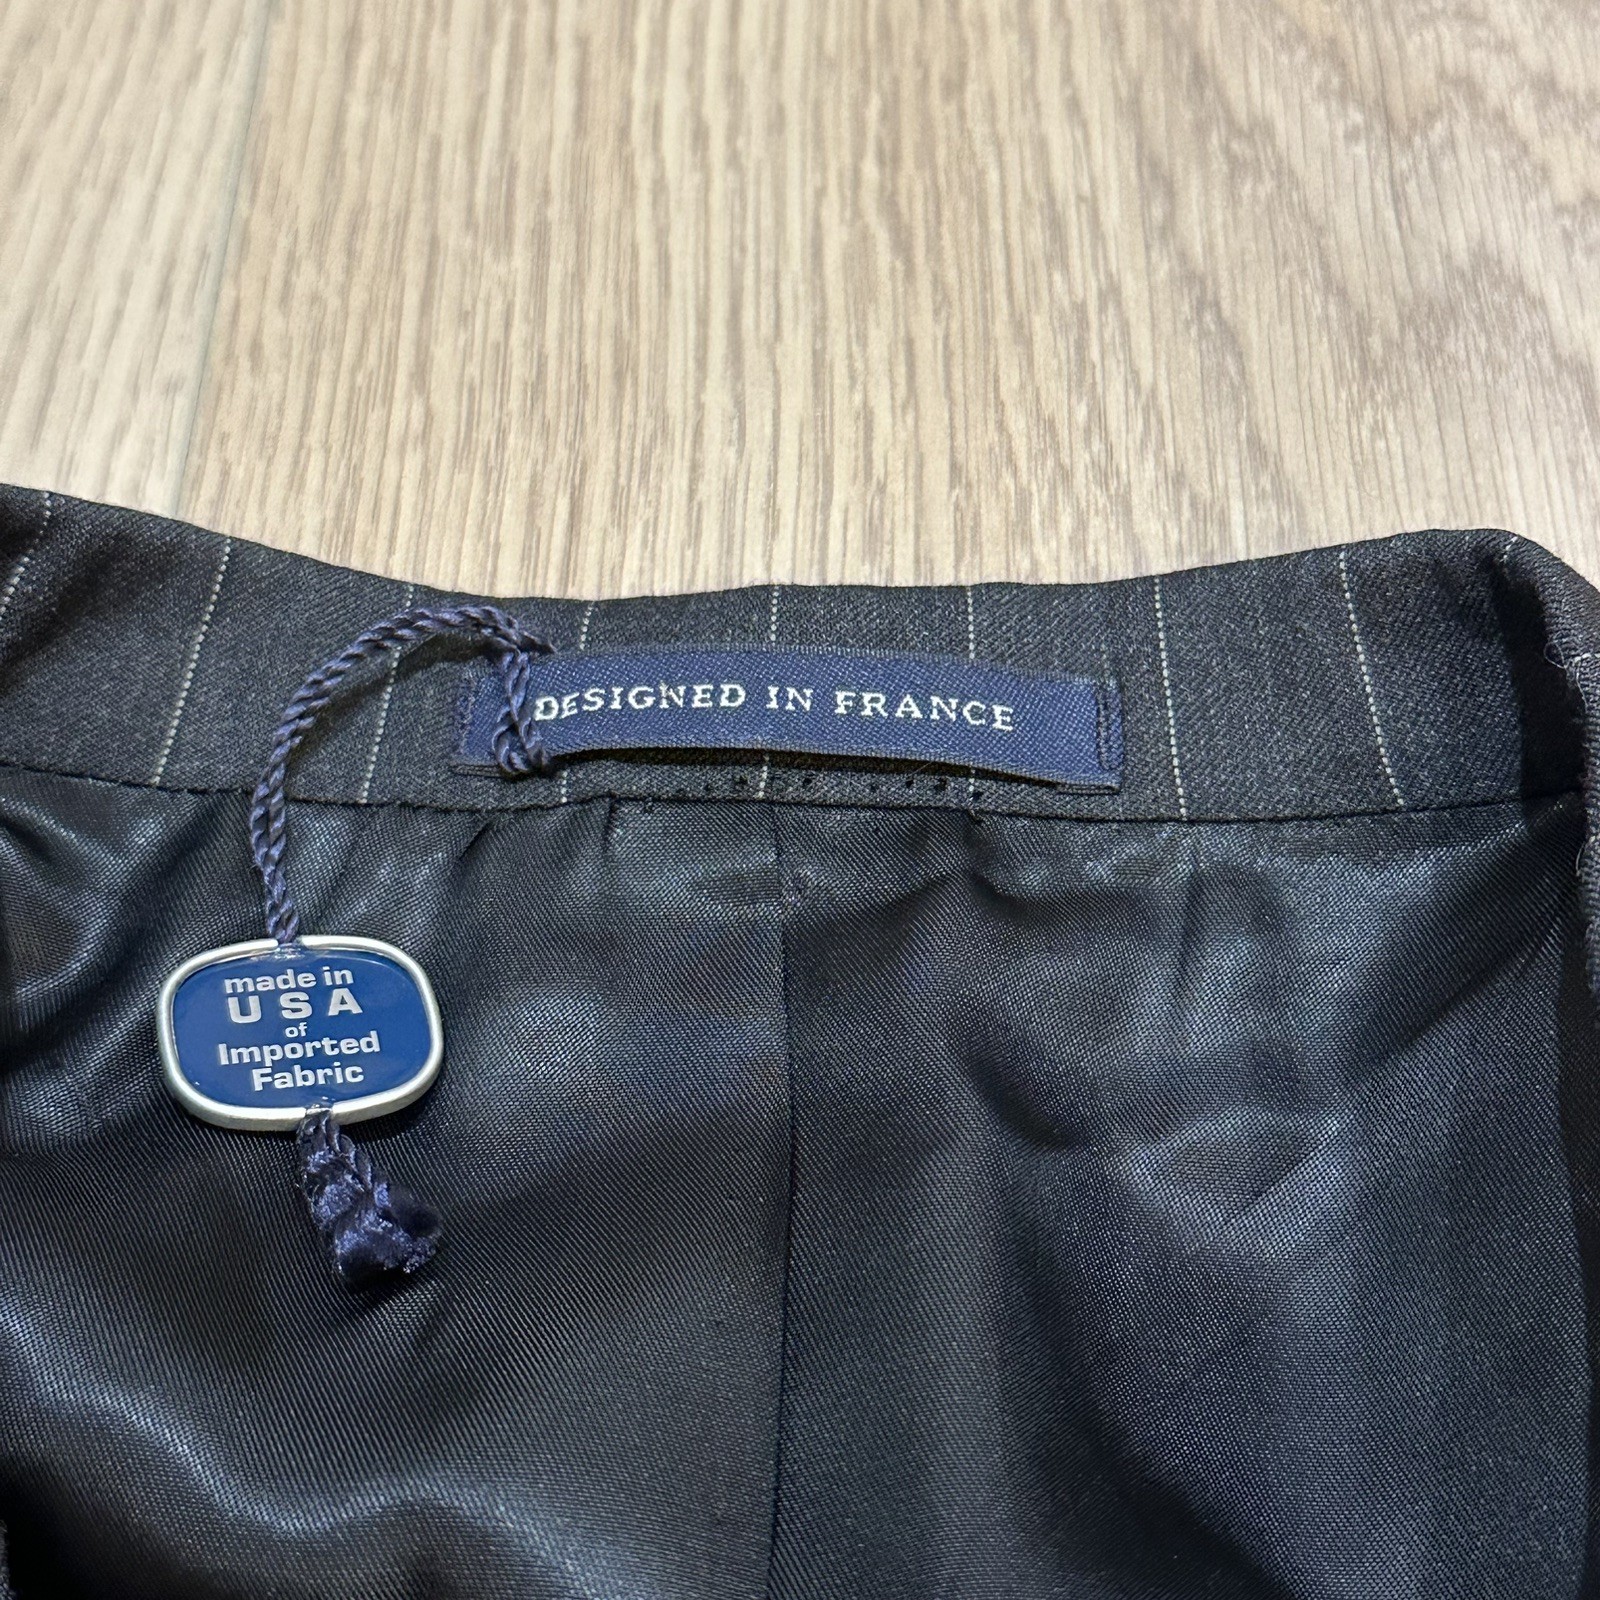 DESIGNED IN FRANCE
made in
USA
of
Imported
Fabric